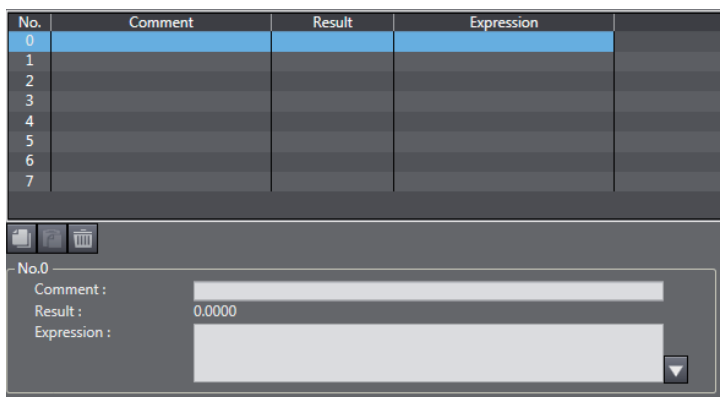 No. Comment Result Expression
0
1
2
3
4
5
6
7
No.0
Comment :
Result : 0.0000
Expression :